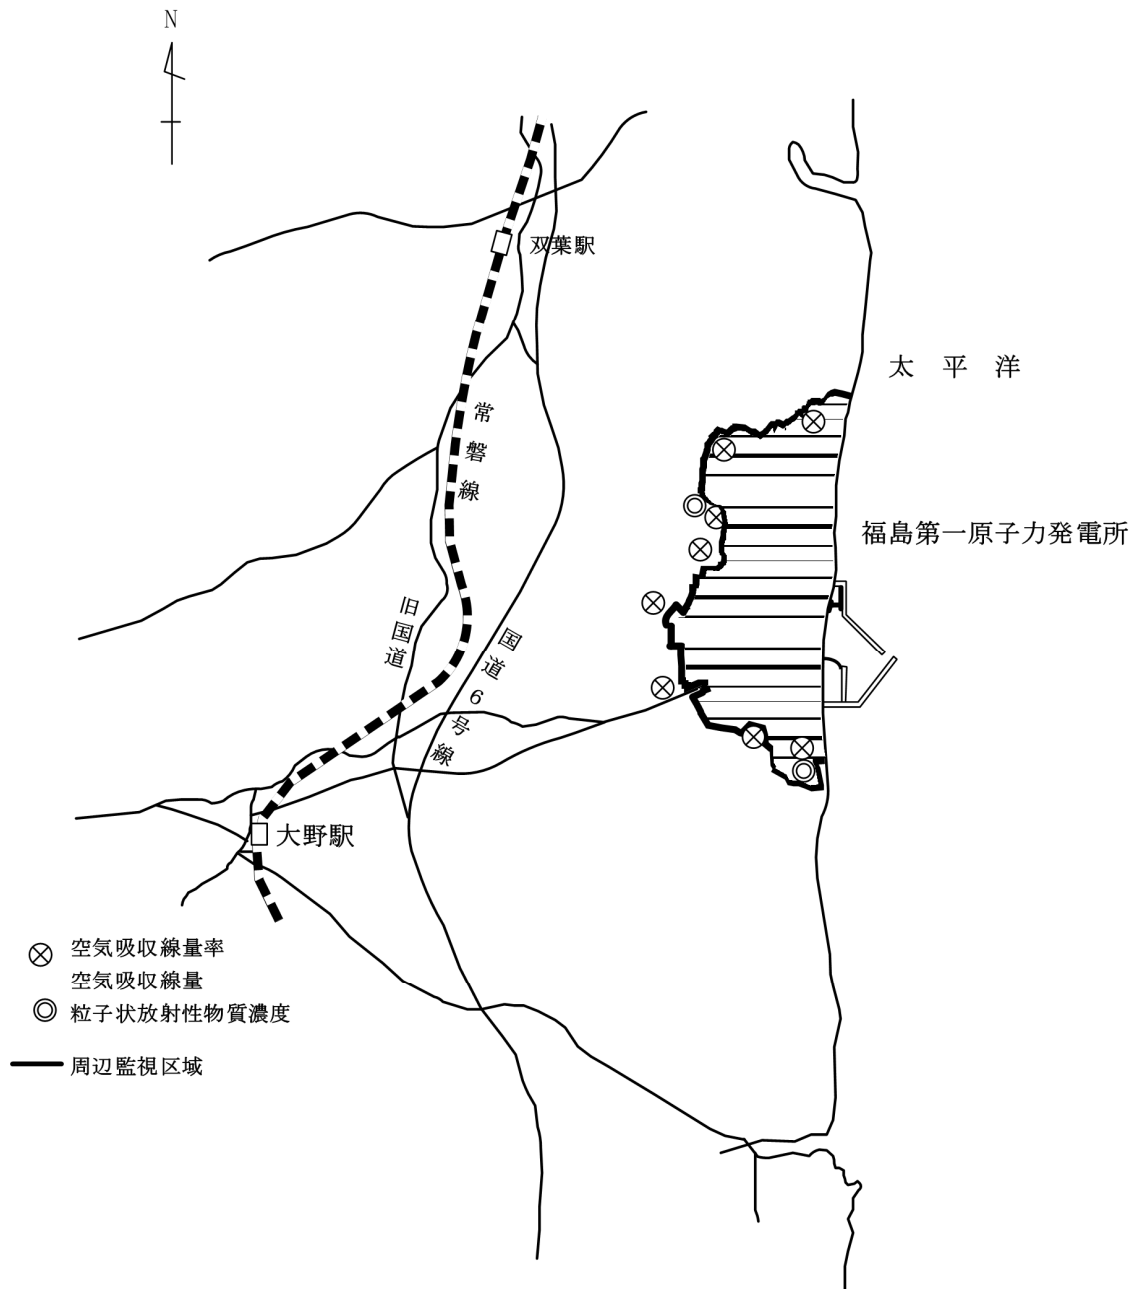 N
双葉駅
太 平 洋
常磐線
福島第一原子力発電所
旧国道
国道6号線
大野駅
空気吸収線量率
空気吸収線量
粒子状放射性物質濃度
周辺監視区域